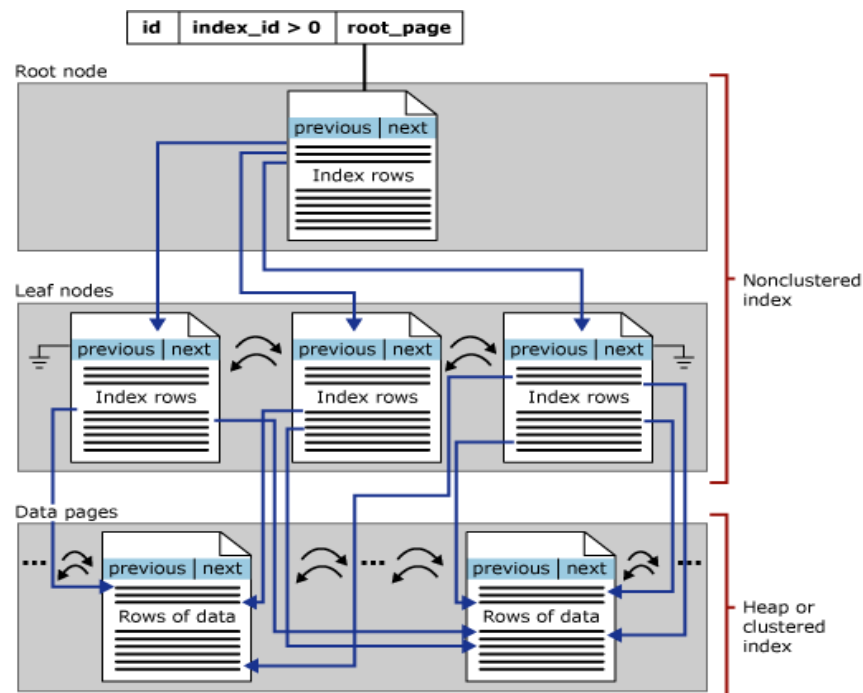 id index_id > 0 root_page
Root node
previous next
Index rows
Nonclustered
index
Leaf nodes
previous next previous next previous next
Index rows Index rows Index rows
Data pages
... previous next ... previous next ...
Rows of data Rows of data
Heap or
clustered
index